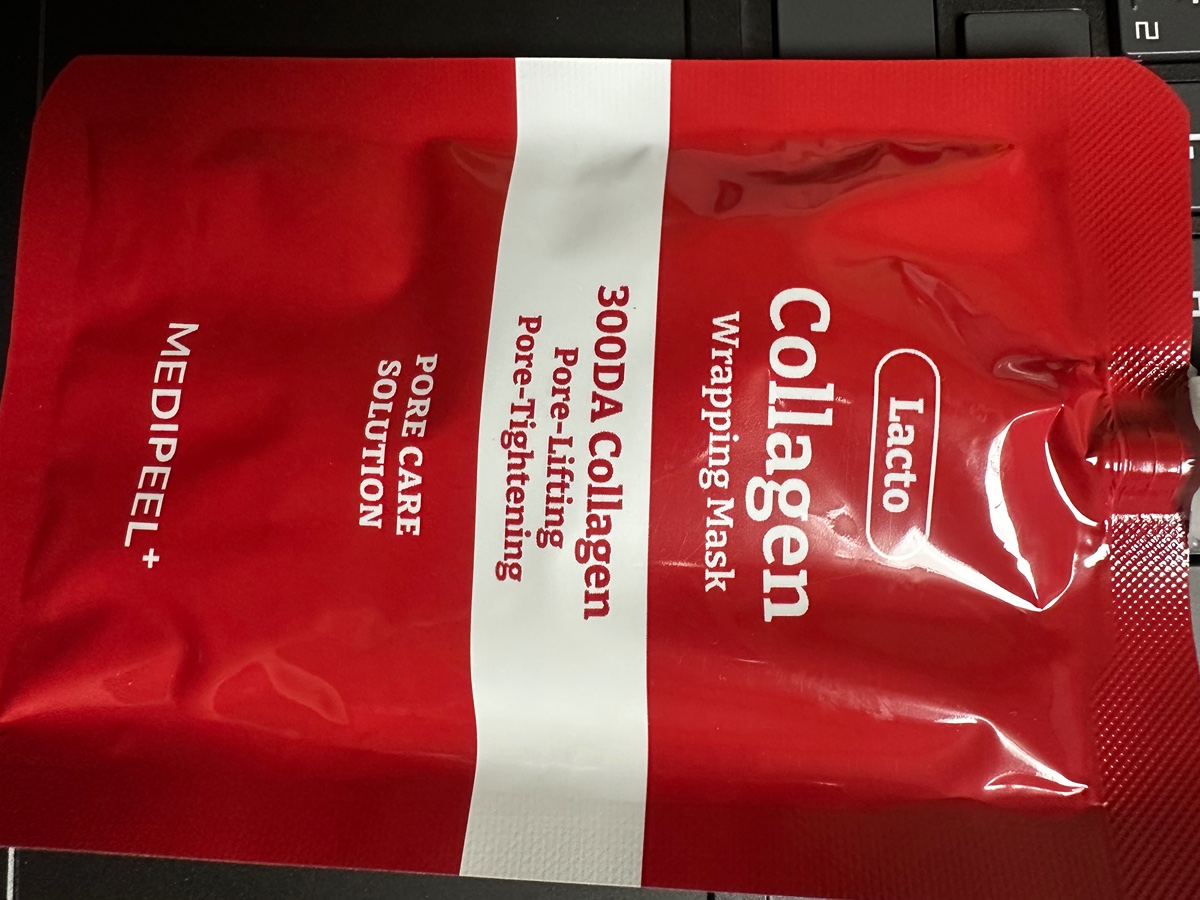 Lacto
Collagen
Wrapping Mask
300DA Collagen
Pore-Lifting
Pore-Tightening
PORE CARE
SOLUTION
MEDIPEEL+